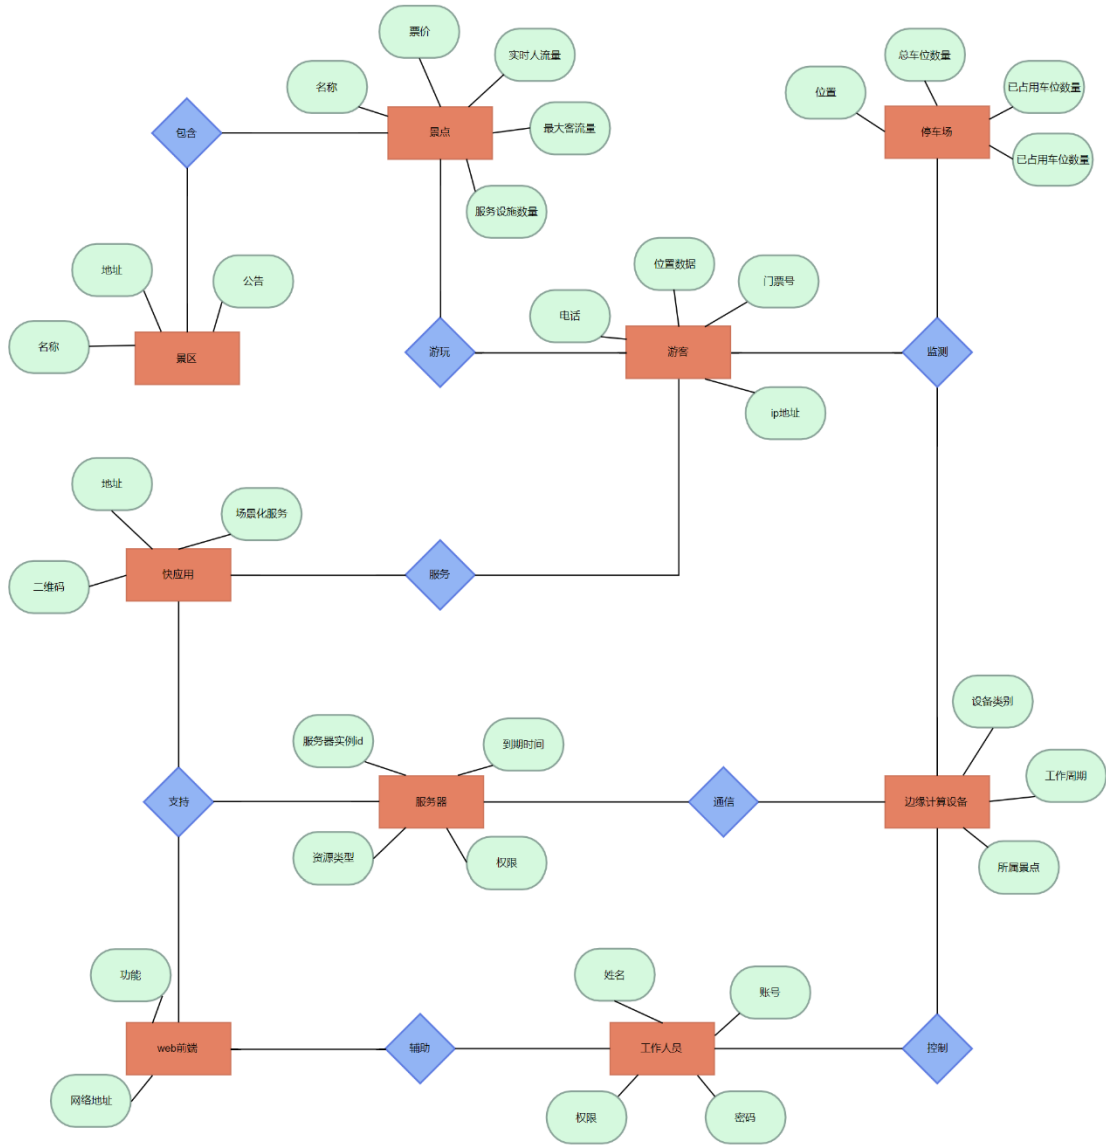 票价
总车位数量
实时人流量
名称
位置
已占用车位数量
包含
景点
最大客流量
停车场
已占用车位数量
服务设施数量
位置数据
地址
公告
门票号
电话
名称
景区
游玩
游客
监测
ip地址
地址
场景化服务
二维码
快应用
服务
设备类别
服务器实例id
到期时间
工作周期
支持
服务器
通信
边缘计算设备
资源类型
权限
所属景点
功能
姓名
账号
web前端
辅助
工作人员
控制
网络地址
权限
密码